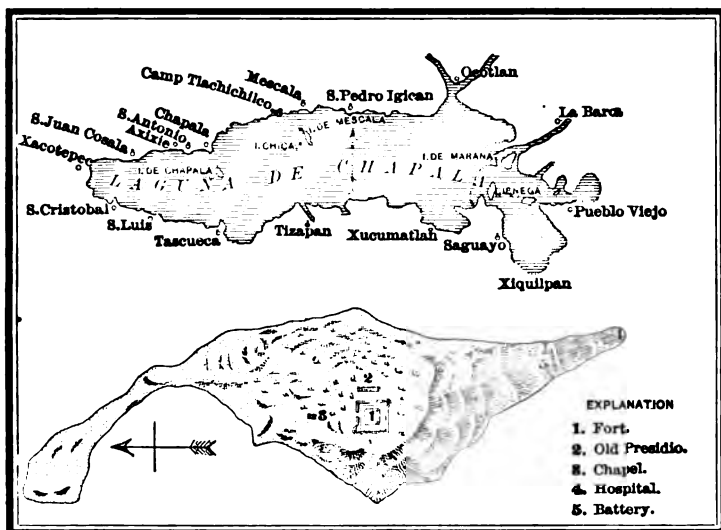 Ocotlan
Mescala
Camp Tlachichilco
S.Pedro Igican
La Barca
Chapala
S.Antonio
Axixic
S.Juan Cosala
Xacotepec
I. DE MESCALA
I.CHICA
I. DE MARANA
I. DE CHAPALA
LAGUNA DE CHAPALA
CIENEGA
S.Cristobal
S.Luis
Tascueca
Tizapan
Xucumatlan
Saguayo
Pueblo Viejo
Xiquilpan
2
3
1
EXPLANATION
1. Fort.
2. Old Presidio.
3. Chapel.
4. Hospital.
5. Battery.